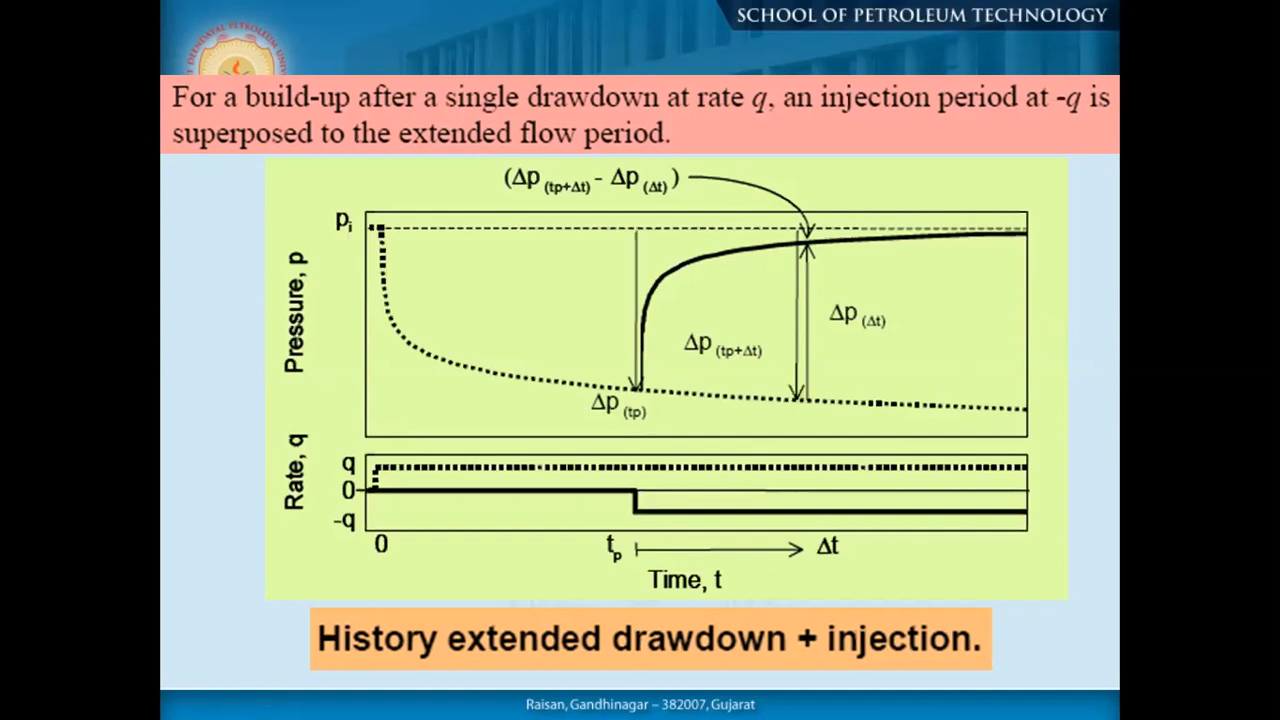 SCHOOL OF PETROLEUM TECHNOLOGY
For a build-up after a single drawdown at rate q, an injection period at -q is
superposed to the extended flow period.
(Δp (tp+Δt) - Δp (Δt) )
pi
Pressure, p
Δp (Δt)
Δp (tp+Δt)
Δp (tp)
Rate, q
q
0
-q
0
tp
Δt
Time, t
History extended drawdown + injection.
Raisan, Gandhinagar – 382007, Gujarat